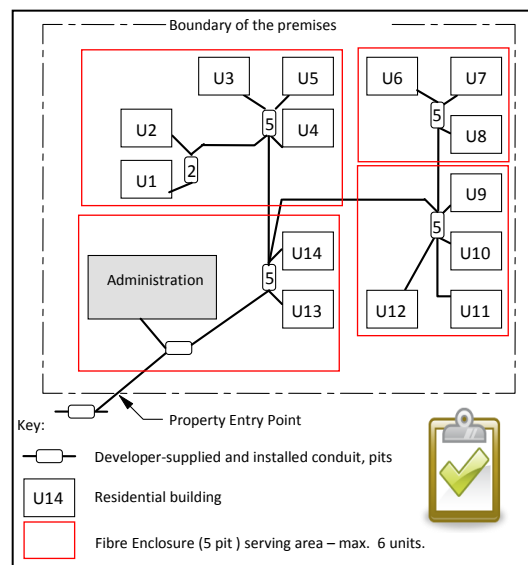 Boundary of the premises
U3
U5
U6
U7
5
U4
5
U2
U8
2
U1
U9
5
U10
U14
Administration
5
U13
U12
U11
Property Entry Point
Key:
Developer-supplied and installed conduit, pits
U14
Residential building
Fibre Enclosure (5 pit ) serving area – max. 6 units.